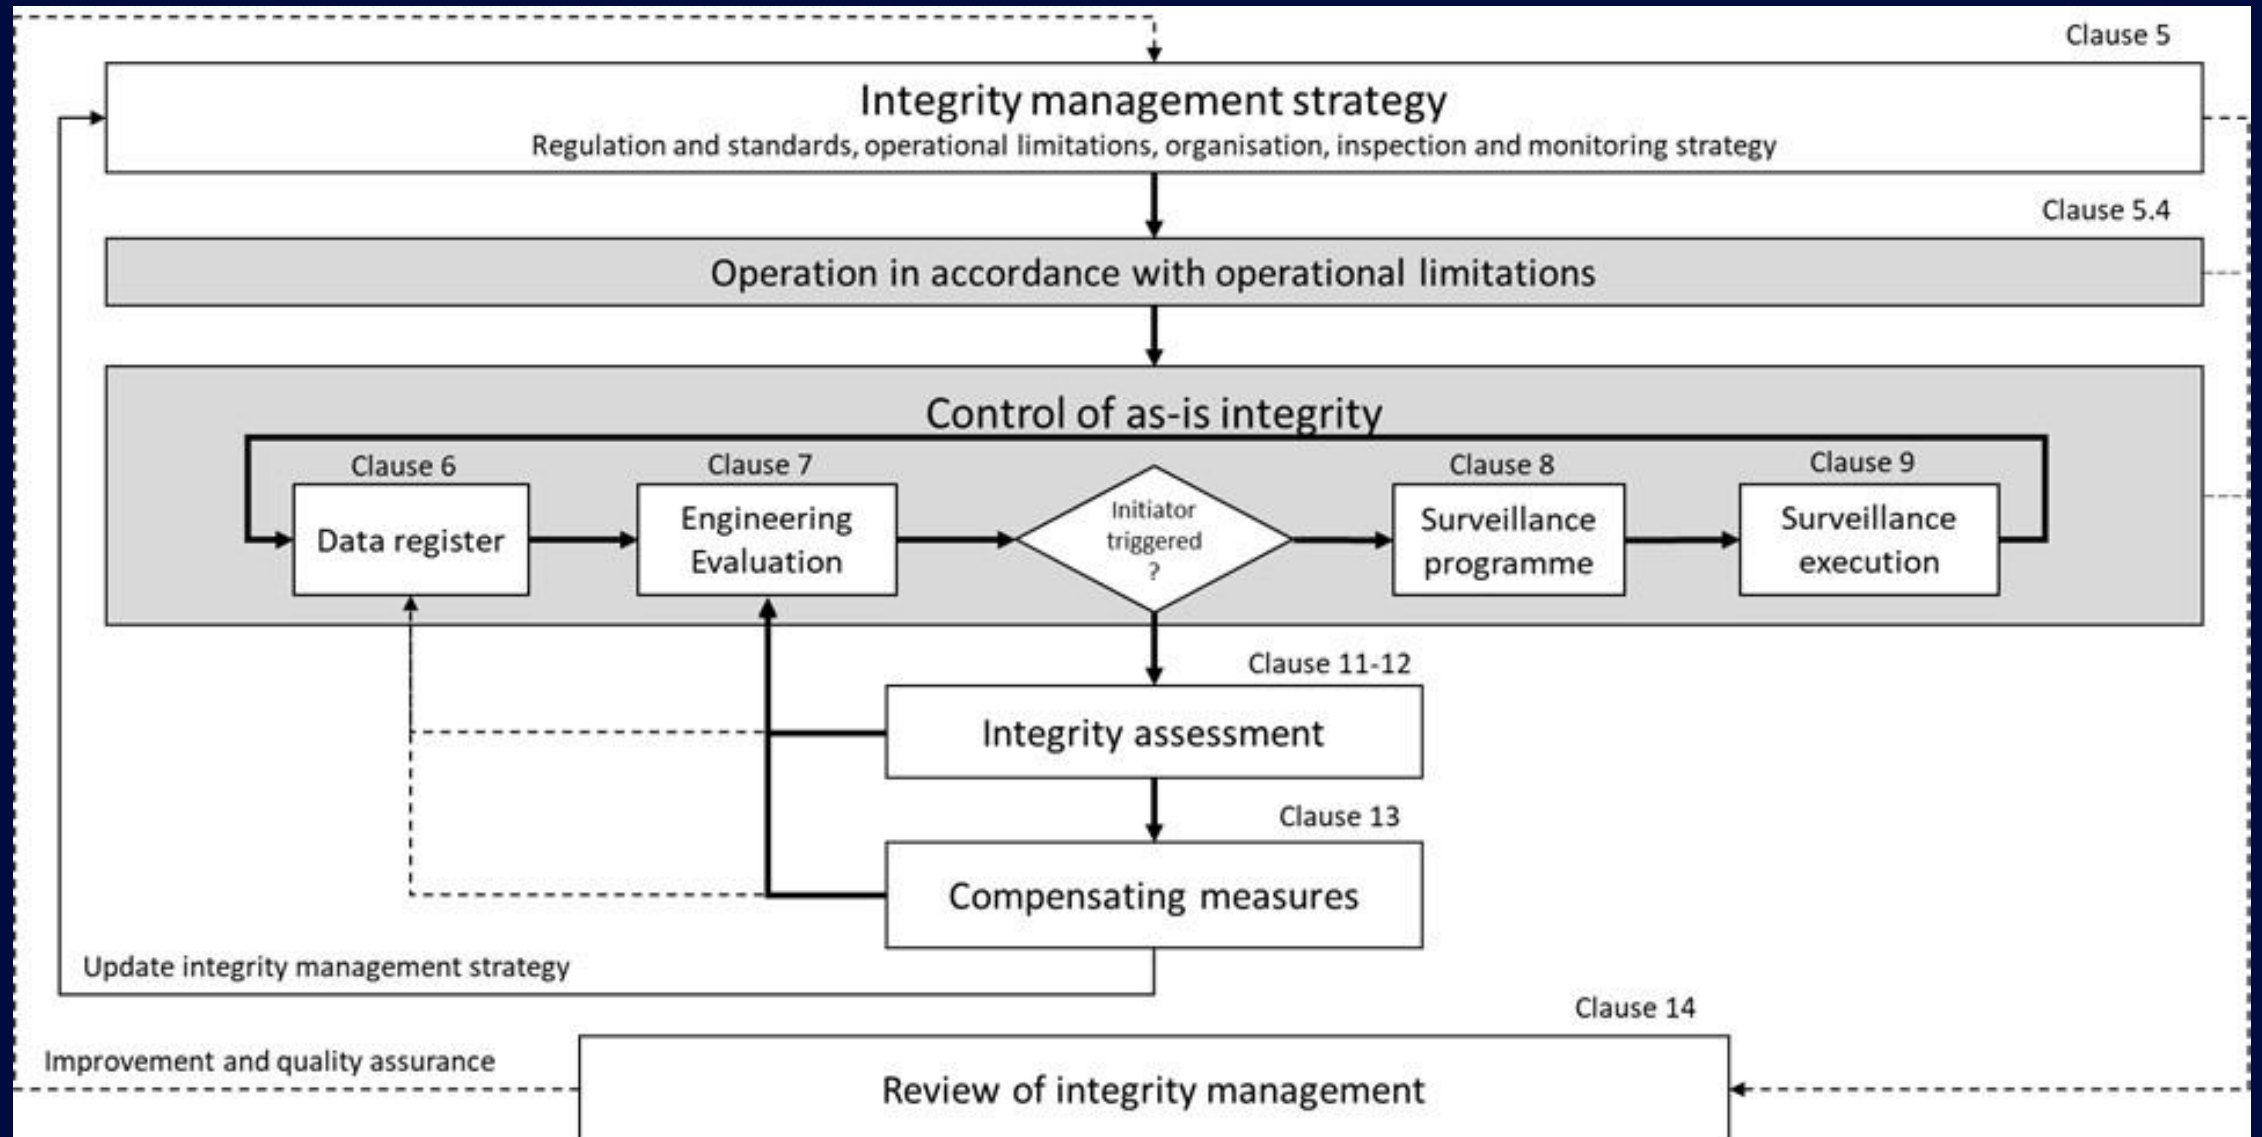 Clause 5
Integrity management strategy
Regulation and standards, operational limitations, organisation, inspection and monitoring strategy
Clause 5.4
Operation in accordance with operational limitations
Control of as-is integrity
Clause 6
Data register
Clause 7
Engineering
Evaluation
Initiator
triggered
?
Clause 8
Surveillance
programme
Clause 9
Surveillance
execution
Clause 11-12
Integrity assessment
Clause 13
Compensating measures
Update integrity management strategy
Clause 14
Improvement and quality assurance
Review of integrity management